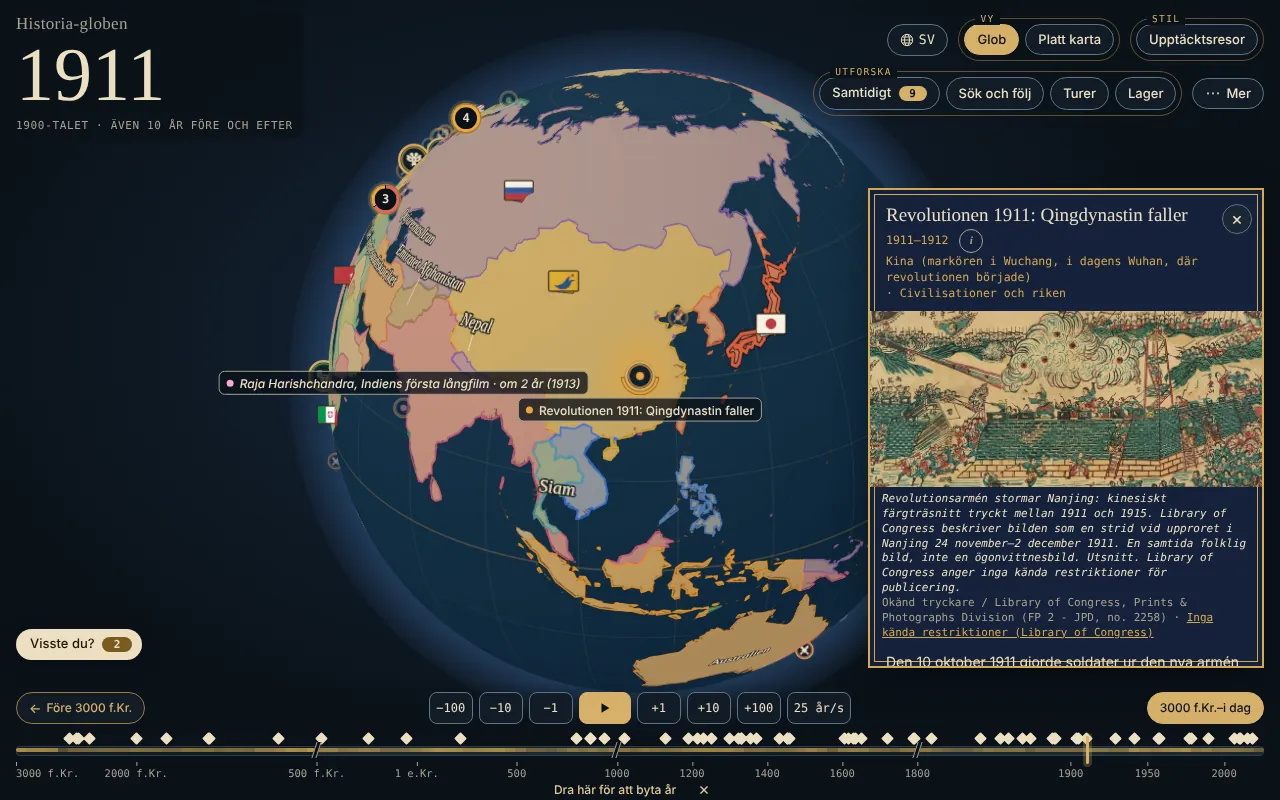 Historia-globen
1911
1900-TALET · ÄVEN 10 ÅR FÖRE OCH EFTER
SV
VY
Glob
Platt karta
STIL
Upptäcktsresor
UTFORSKA
Samtidigt 9
Sök och följ
Turer
Lager
··· Mer
4
3
Emiratet Afghanistan
Nepal
Siam
Australien
Raja Harishchandra, Indiens första långfilm · om 2 år (1913)
Revolutionen 1911: Qingdynastin faller
Revolutionen 1911: Qingdynastin faller
1911–1912 i
Kina (markören i Wuchang, i dagens Wuhan, där
revolutionen började)
· Civilisationer och riken
Revolutionsarmén stormar Nanjing: kinesiskt
färgträsnitt tryckt mellan 1911 och 1915. Library of
Congress beskriver bilden som en strid vid upproret i
Nanjing 24 november–2 december 1911. En samtida folklig
bild, inte en ögonvittnesbild. Utsnitt. Library of
Congress anger inga kända restriktioner för
publicering.
Okänd tryckare / Library of Congress, Prints &
Photographs Division (FP 2 - JPD, no. 2258) · Inga
kända restriktioner (Library of Congress)
Den 10 oktober 1911 gjorde soldater ur den nya armén
Visste du? 2
← Före 3000 f.Kr.
−100
−10
−1
+1
+10
+100
25 år/s
3000 f.Kr.–i dag
3000 f.Kr.
2000 f.Kr.
500 f.Kr.
1 e.Kr.
500
1000
1200
1400
1600
1800
1900
1950
2000
Dra här för att byta år ✕